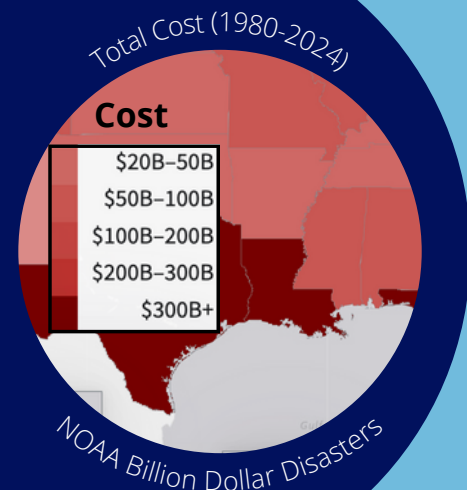 Total Cost (1980-2024)
Cost
$20B–50B
$50B–100B
$100B–200B
$200B–300B
$300B+
NOAA Billion Dollar Disasters